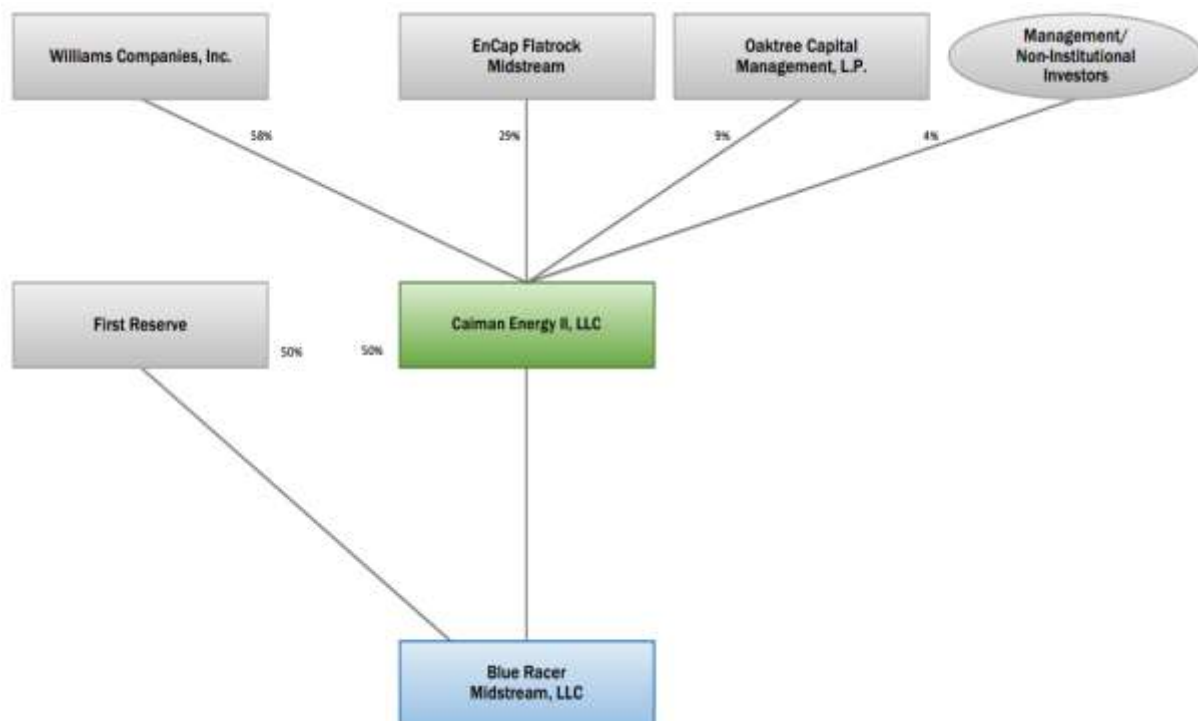 Williams Companies, Inc.
EnCap Flatrock
Midstream
Oaktree Capital
Management, L.P.
Management/
Non-Institutional
Investors
58%
29%
9%
4%
First Reserve
Caiman Energy II, LLC
50%
50%
Blue Racer
Midstream, LLC